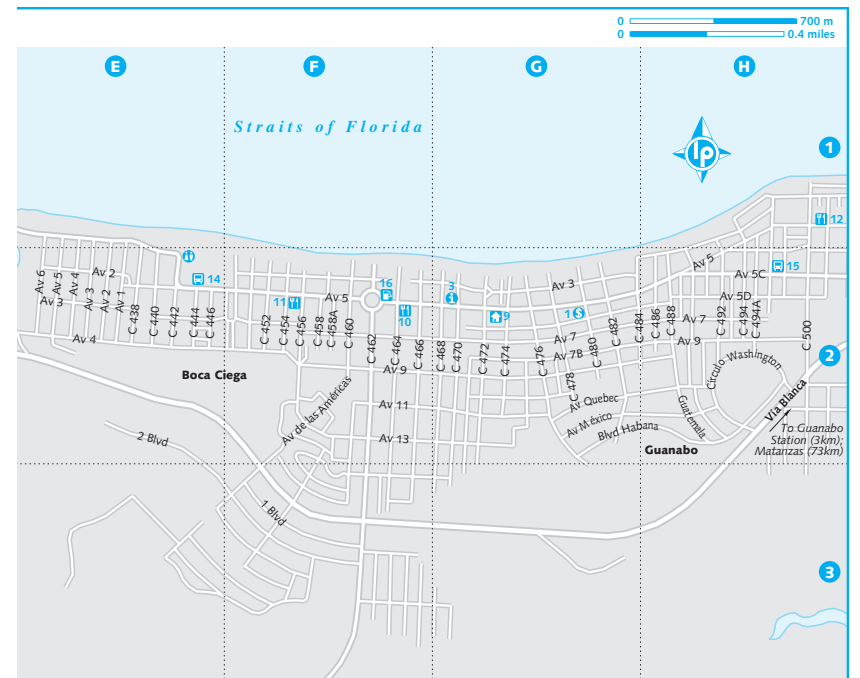 0 700 m
0 0.4 miles
E F G H
Straits of Florida
lp
1
12
14
16
3
15
11
10
9
1 $
Av 6
Av 5
Av 4
Av 2
Av 3
Av 3
Av 2
Av 1
Av 4
C 438
C 440
C 442
C 444
C 446
C 452
C 454
C 456
C 458
C 458A
C 460
C 462
C 464
C 466
C 468
C 470
C 472
C 474
C 476
C 478
C 480
C 482
C 484
C 486
C 488
C 492
C 494
C 494A
C 500
Av 5
Av 3
Av 5
Av 5C
Av 5D
Av 7
Av 7B
Av 7
Av 9
Av 9
Av 11
Av 13
2
Boca Ciega
Av de las Américas
Av Quebec
Av México
Blvd Habana
Guatemala
Círculo Washington
Vía Blanca
Guanabo
To Guanabo
Station (3km);
Matanzas (73km)
2 Blvd
1 Blvd
3